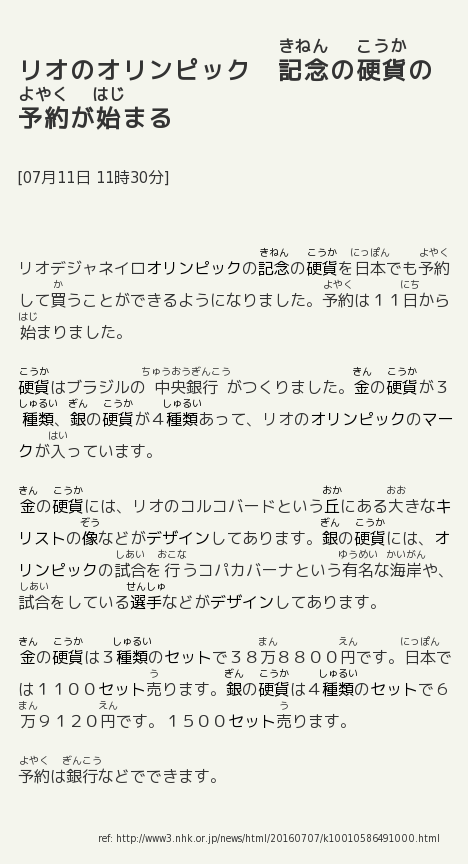 リオのオリンピック　記念の硬貨の
予約が始まる
[07月11日 11時30分]
リオデジャネイロオリンピックの記念の硬貨を日本でも予約
して買うことができるようになりました。予約は１１日から
始まりました。
硬貨はブラジルの中央銀行がつくりました。金の硬貨が３
種類、銀の硬貨が４種類あって、リオのオリンピックのマー
クが入っています。
金の硬貨には、リオのコルコバードという丘にある大きなキ
リストの像などがデザインしてあります。銀の硬貨には、オ
リンピックの試合を行うコパカバーナという有名な海岸や、
試合をしている選手などがデザインしてあります。
金の硬貨は３種類のセットで３８万８８００円です。日本で
は１１００セット売ります。銀の硬貨は４種類のセットで６
万９１２０円です。１５００セット売ります。
予約は銀行などでできます。
ref: http://www3.nhk.or.jp/news/html/20160707/k10010586491000.html